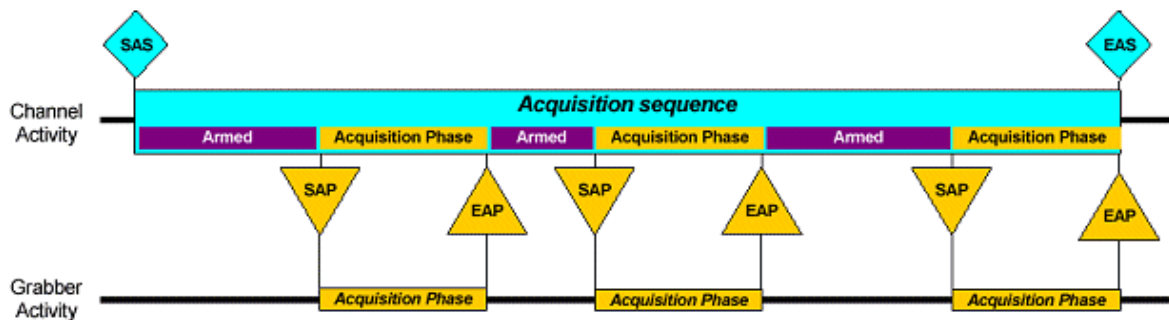 SAS
EAS
Channel
Activity
Acquisition sequence
Armed Acquisition Phase Armed Acquisition Phase Armed Acquisition Phase
SAP EAP SAP EAP SAP EAP
Grabber
Activity
Acquisition Phase Acquisition Phase Acquisition Phase